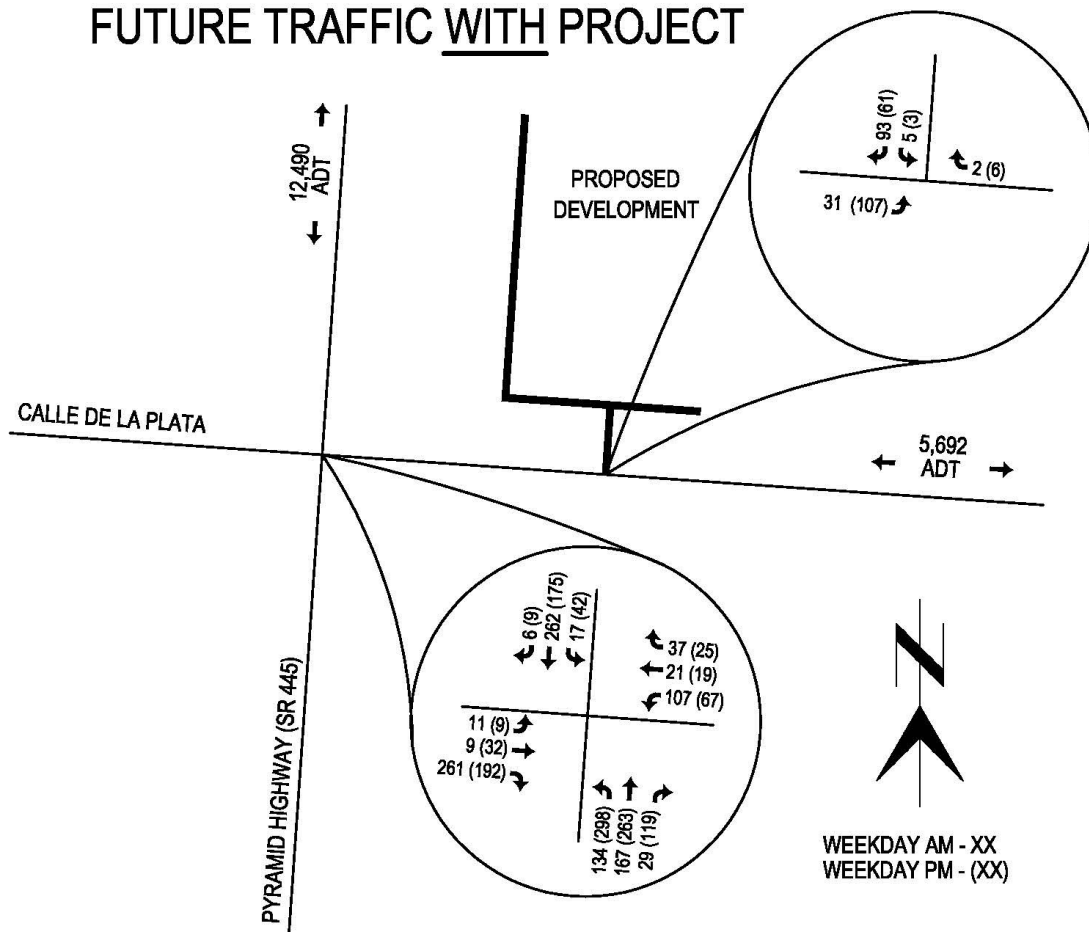 FUTURE TRAFFIC WITH PROJECT
12,490
ADT
PROPOSED
DEVELOPMENT
93 (61)
5 (3)
2 (6)
31 (107)
CALLE DE LA PLATA
5,692
ADT
PYRAMID HIGHWAY (SR 445)
6 (9)
262 (175)
17 (42)
37 (25)
21 (19)
107 (67)
11 (9)
9 (32)
261 (192)
134 (298)
167 (263)
29 (119)
N
WEEKDAY AM - XX
WEEKDAY PM - (XX)